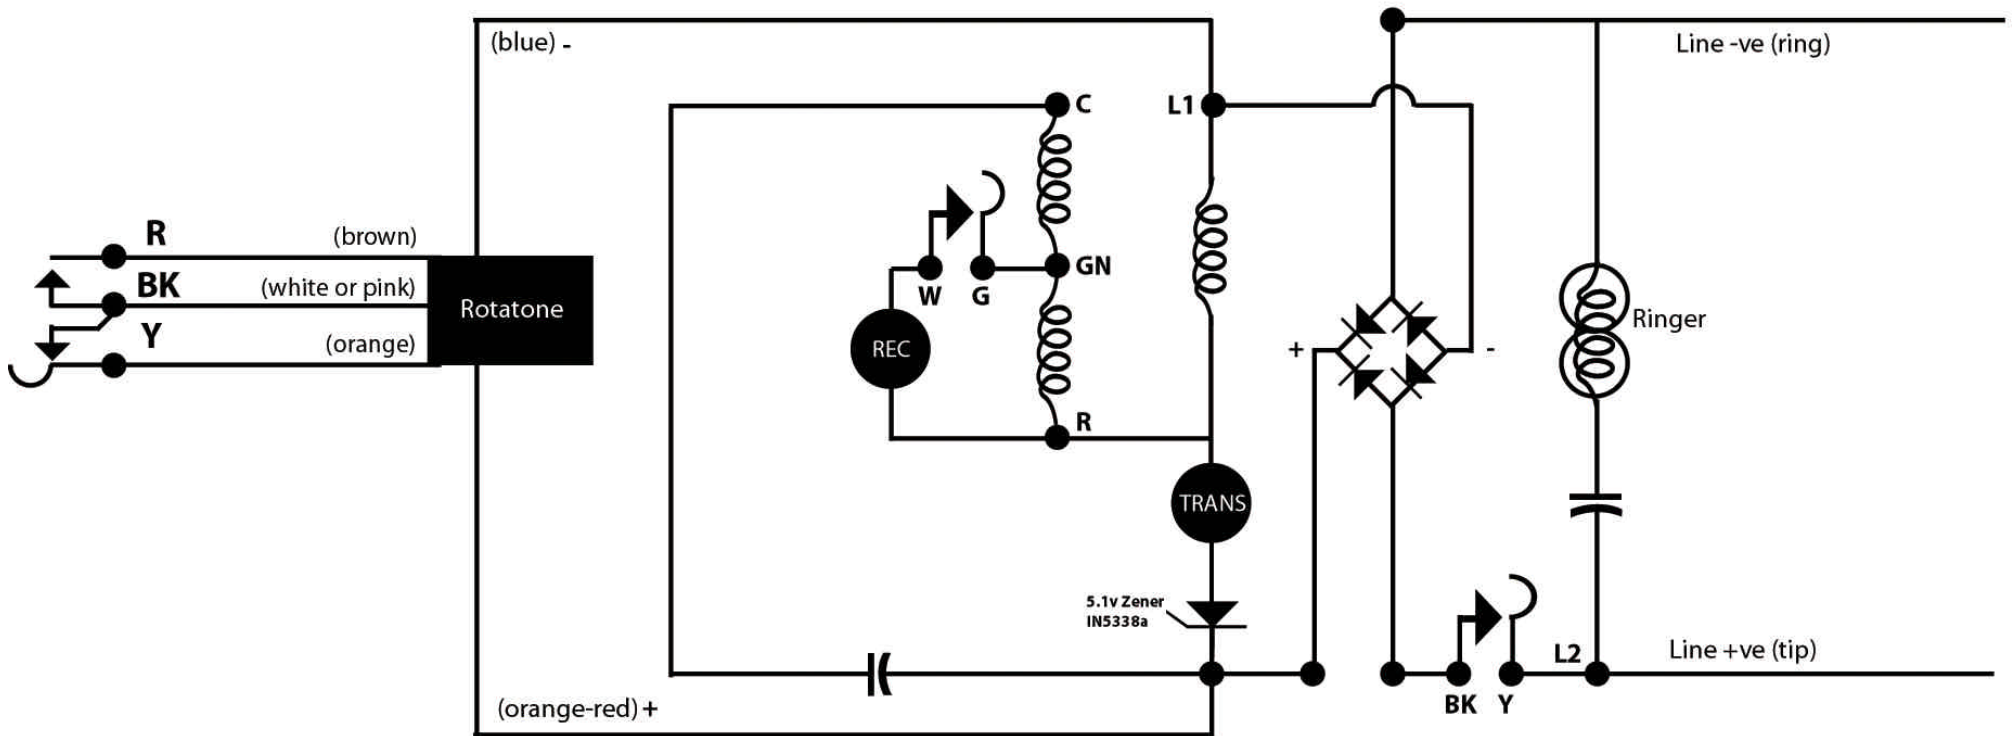 (blue) -
Line -ve (ring)
C
L1
R
(brown)
BK
(white or pink)
Y
(orange)
Rotatone
W
G
GN
REC
R
+
-
Ringer
TRANS
5.1v Zener
IN5338a
L2
Line +ve (tip)
BK
Y
(orange-red) +